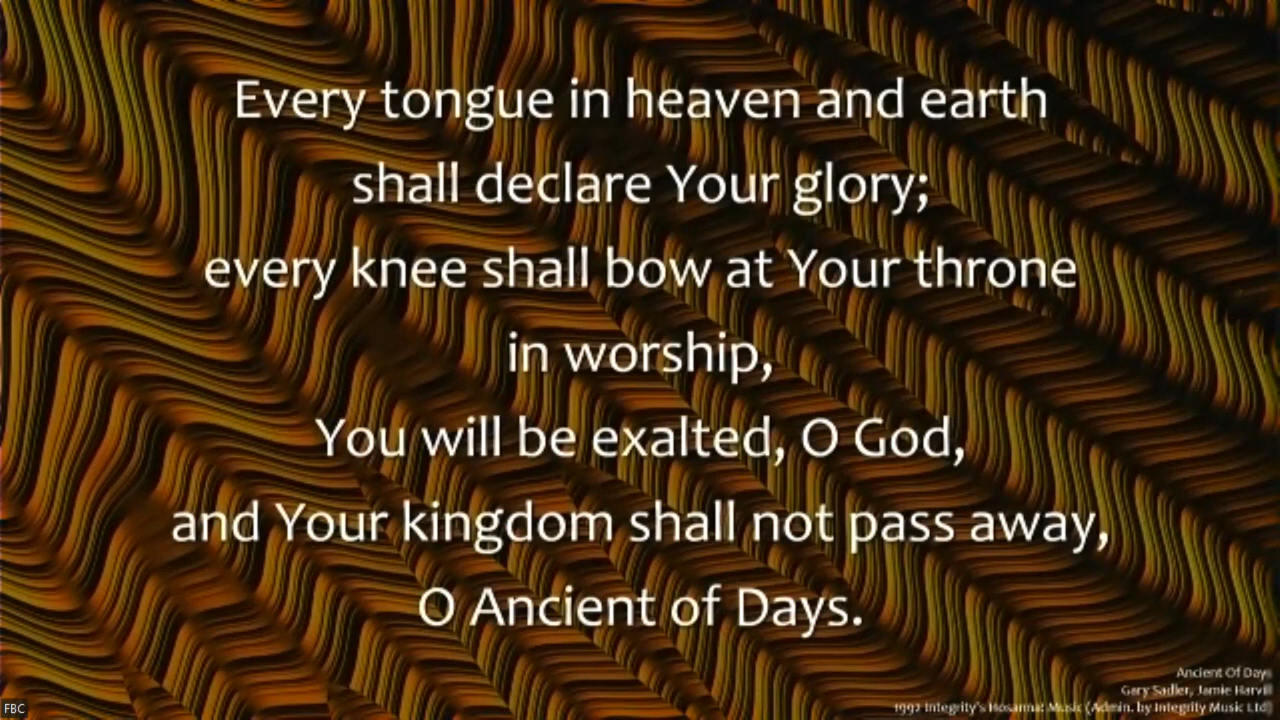 Every tongue in heaven and earth
shall declare Your glory;
every knee shall bow at Your throne
in worship,
You will be exalted, O God,
and Your kingdom shall not pass away,
O Ancient of Days.
Ancient Of Days
Gary Sadler, Jamie Harvill
1992 Integrity's Hosanna! Music (Admin. by Integrity Music Ltd
FBC